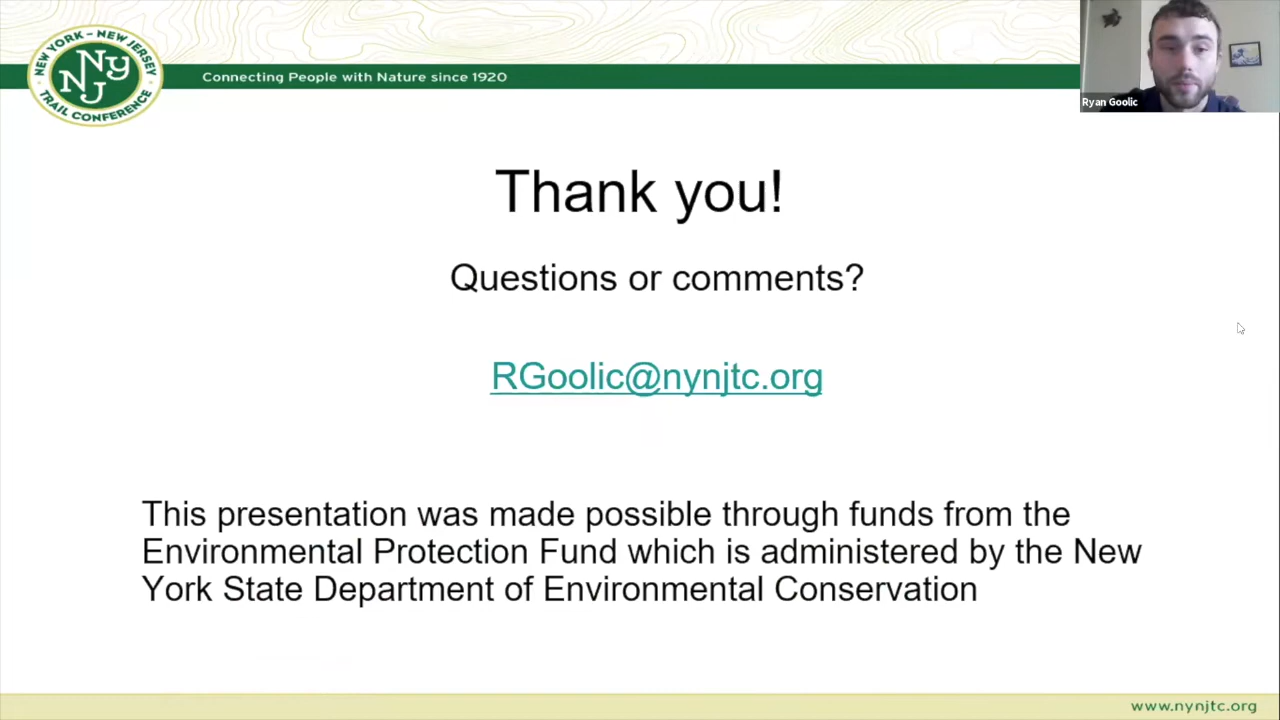 NEW YORK – NEW JERSEY
NY
NJ
TRAIL CONFERENCE
Connecting People with Nature since 1920
Ryan Goolic
Thank you!
Questions or comments?
RGoolic@nynjtc.org
This presentation was made possible through funds from the
Environmental Protection Fund which is administered by the New
York State Department of Environmental Conservation
www.nynjtc.org